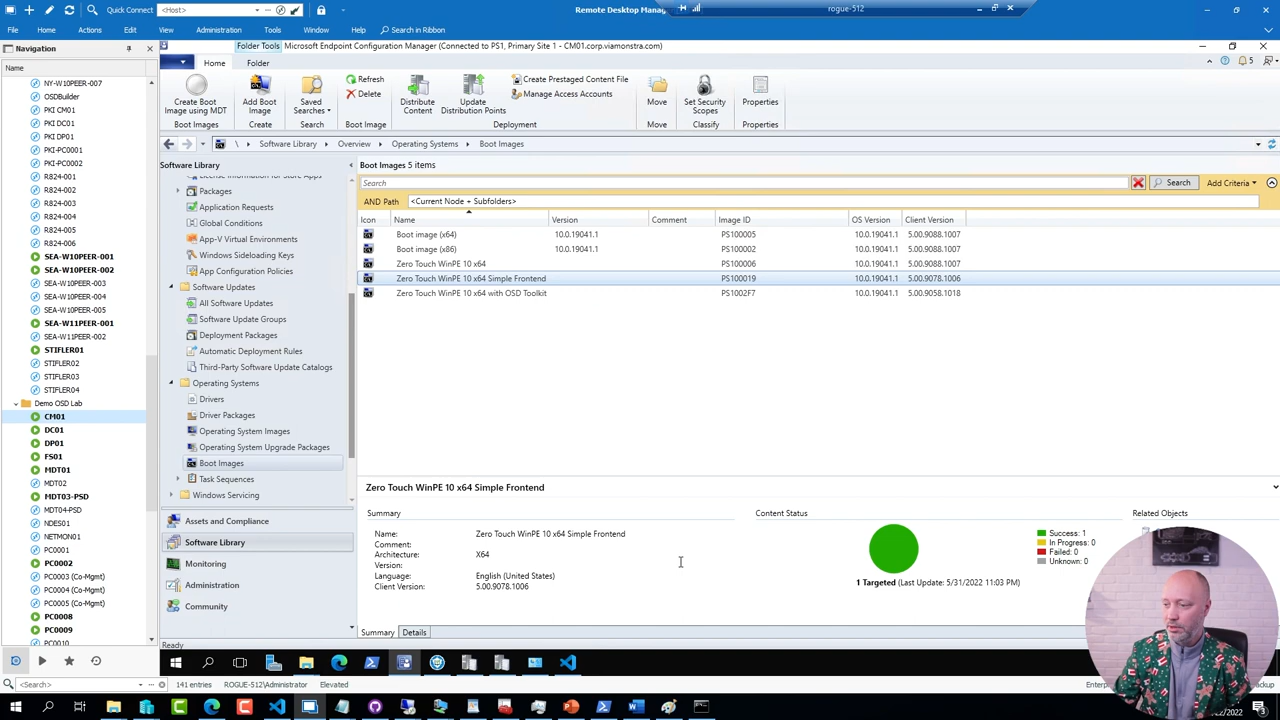 Quick Connect <Host>
Remote Desktop Mana
rogue-512
File Home Actions Edit View Administration Tools Window Help Search in Ribbon
Navigation
Name
NY-W10PEER-007
OSDBuilder
PKI CM01
PKI DC01
PKI DP01
PKI-PC0001
PKI-PC0002
R824-001
R824-002
R824-003
R824-004
R824-005
R824-006
SEA-W10PEER-001
SEA-W10PEER-002
SEA-W10PEER-003
SEA-W10PEER-004
SEA-W10PEER-005
SEA-W11PEER-001
SEA-W11PEER-002
STIFLER01
STIFLER02
STIFLER03
STIFLER04
Demo OSD Lab
CM01
DC01
DP01
FS01
MDT01
MDT02
MDT03-PSD
MDT04-PSD
NDES01
NETMON01
PC0001
PC0002
PC0003 (Co-Mgmt)
PC0004 (Co-Mgmt)
PC0005 (Co-Mgmt)
PC0008
PC0009
PC0010
Folder Tools Microsoft Endpoint Configuration Manager (Connected to PS1, Primary Site 1 - CM01.corp.viamonstra.com)
Home Folder
5
Create Boot
Image using MDT
Boot Images
Add Boot
Image
Create
Saved
Searches
Search
Refresh
Delete
Boot Image
Distribute
Content
Update
Distribution Points
Create Prestaged Content File
Manage Access Accounts
Deployment
Move
Move
Set Security
Scopes
Classify
Properties
Properties
\ Software Library Overview Operating Systems Boot Images
Software Library
License Information for Store Apps
Packages
Application Requests
Global Conditions
App-V Virtual Environments
Windows Sideloading Keys
App Configuration Policies
Software Updates
All Software Updates
Software Update Groups
Deployment Packages
Automatic Deployment Rules
Third-Party Software Update Catalogs
Operating Systems
Drivers
Driver Packages
Operating System Images
Operating System Upgrade Packages
Boot Images
Task Sequences
Windows Servicing
Assets and Compliance
Software Library
Monitoring
Administration
Community
Boot Images 5 items
Search
Search
Add Criteria
AND Path <Current Node + Subfolders>
Icon Name Version Comment Image ID OS Version Client Version
Boot image (x64) 10.0.19041.1 PS100005 10.0.19041.1 5.00.9088.1007
Boot image (x86) 10.0.19041.1 PS100002 10.0.19041.1 5.00.9088.1007
Zero Touch WinPE 10 x64 PS100006 10.0.19041.1 5.00.9088.1007
Zero Touch WinPE 10 x64 Simple Frontend PS100019 10.0.19041.1 5.00.9078.1006
Zero Touch WinPE 10 x64 with OSD Toolkit PS1002F7 10.0.19041.1 5.00.9058.1018
Zero Touch WinPE 10 x64 Simple Frontend
Summary
Name: Zero Touch WinPE 10 x64 Simple Frontend
Comment:
Architecture: X64
Version:
Language: English (United States)
Client Version: 5.00.9078.1006
Content Status
Success: 1
In Progress: 0
Failed: 0
Unknown: 0
1 Targeted (Last Update: 5/31/2022 11:03 PM)
Related Objects
Summary Details
Ready
<Search>
141 entries ROGUE-512\Administrator Elevated